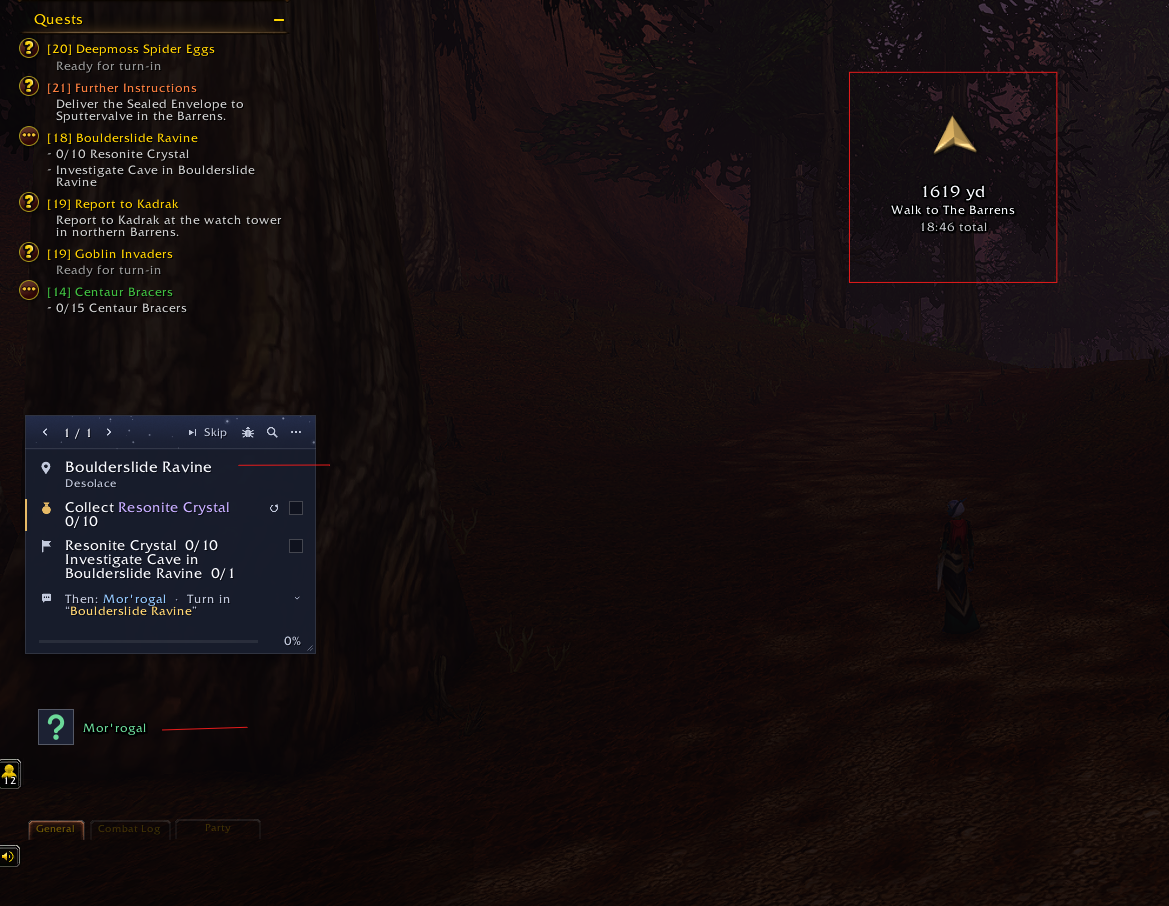 Quests
[20] Deepmoss Spider Eggs
Ready for turn-in
[21] Further Instructions
Deliver the Sealed Envelope to
Sputtervalve in the Barrens.
[18] Boulderslide Ravine
- 0/10 Resonite Crystal
- Investigate Cave in Boulderslide
Ravine
[19] Report to Kadrak
Report to Kadrak at the watch tower
in northern Barrens.
[19] Goblin Invaders
Ready for turn-in
[14] Centaur Bracers
- 0/15 Centaur Bracers
1619 yd
Walk to The Barrens
18:46 total
1 / 1
Skip
Boulderslide Ravine
Desolace
Collect Resonite Crystal
0/10
Resonite Crystal 0/10
Investigate Cave in
Boulderslide Ravine 0/1
Then: Mor'rogal · Turn in
"Boulderslide Ravine"
0%
? Mor'rogal
12
General Combat Log Party